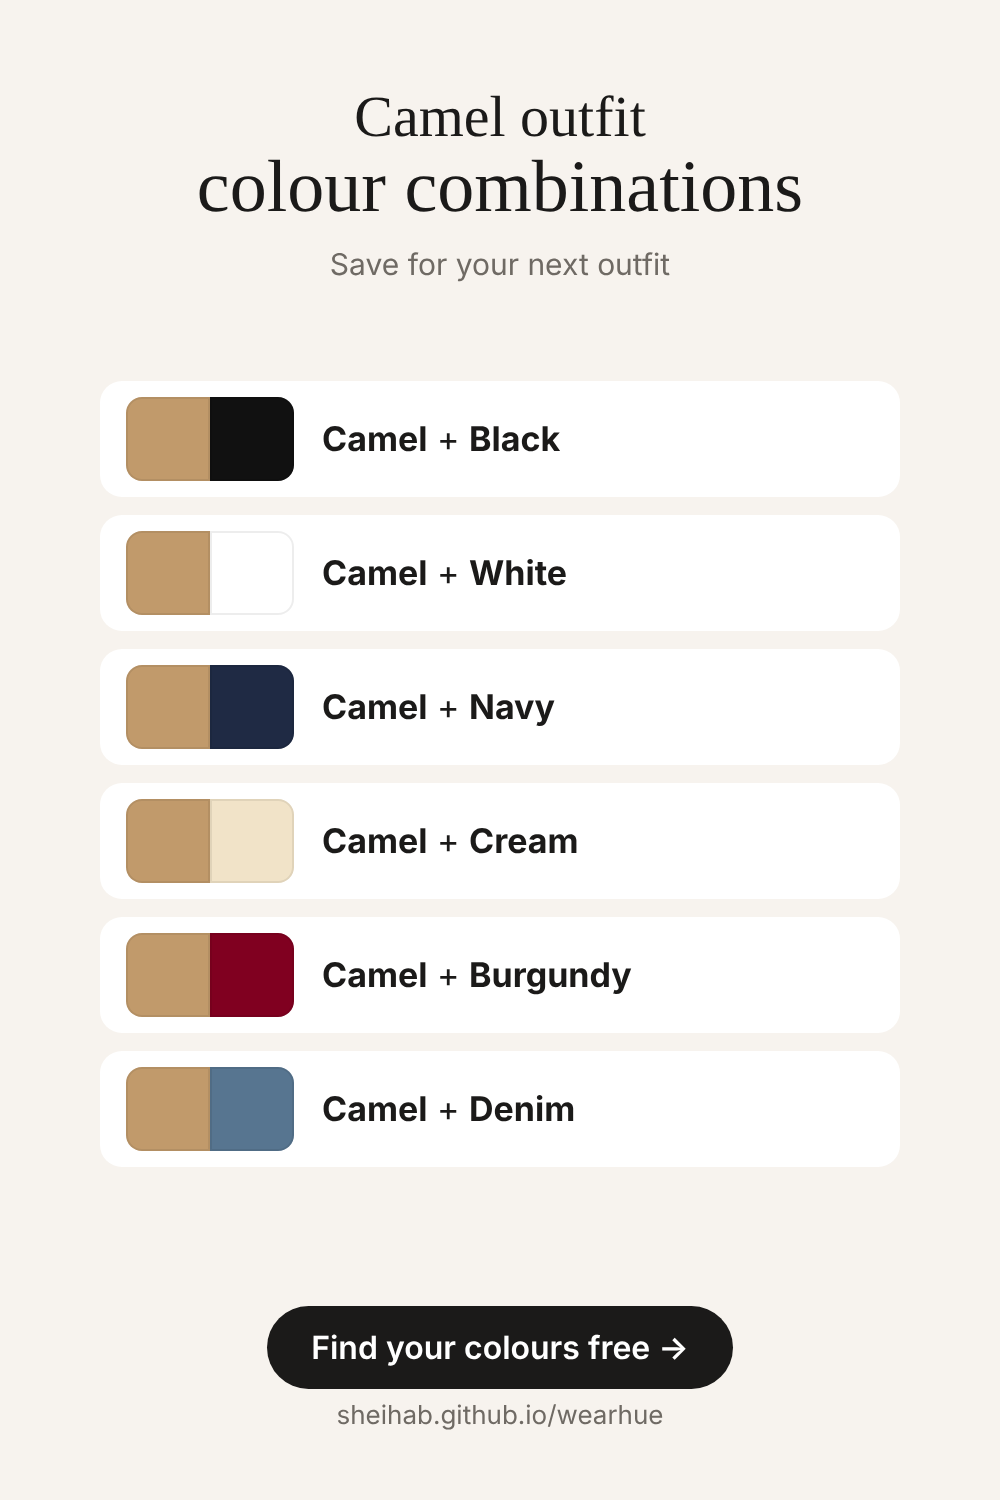 Camel outfit
colour combinations
Save for your next outfit
Camel + Black
Camel + White
Camel + Navy
Camel + Cream
Camel + Burgundy
Camel + Denim
Find your colours free →
sheihab.github.io/wearhue